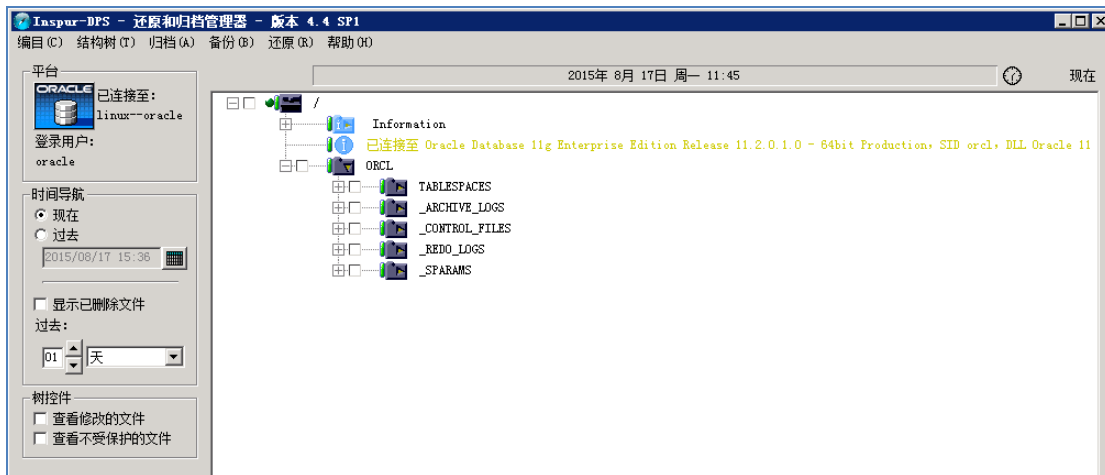 Inspur-DPS - 还原和归档管理器 - 版本 4.4 SP1
编目(C) 结构树(T) 归档(A) 备份(B) 还原(R) 帮助(H)
平台
ORACLE
已连接至:
linux--oracle
登录用户:
oracle
时间导航
现在
过去
2015/08/17 15:36
显示已删除文件
过去:
01 天
树控件
查看修改的文件
查看不受保护的文件
2015年 8月 17日 周一 11:45
现在
/
Information
已连接至 Oracle Database 11g Enterprise Edition Release 11.2.0.1.0 - 64bit Production, SID orcl, DLL Oracle 11
ORCL
TABLESPACES
_ARCHIVE_LOGS
_CONTROL_FILES
_REDO_LOGS
_SPARAMS